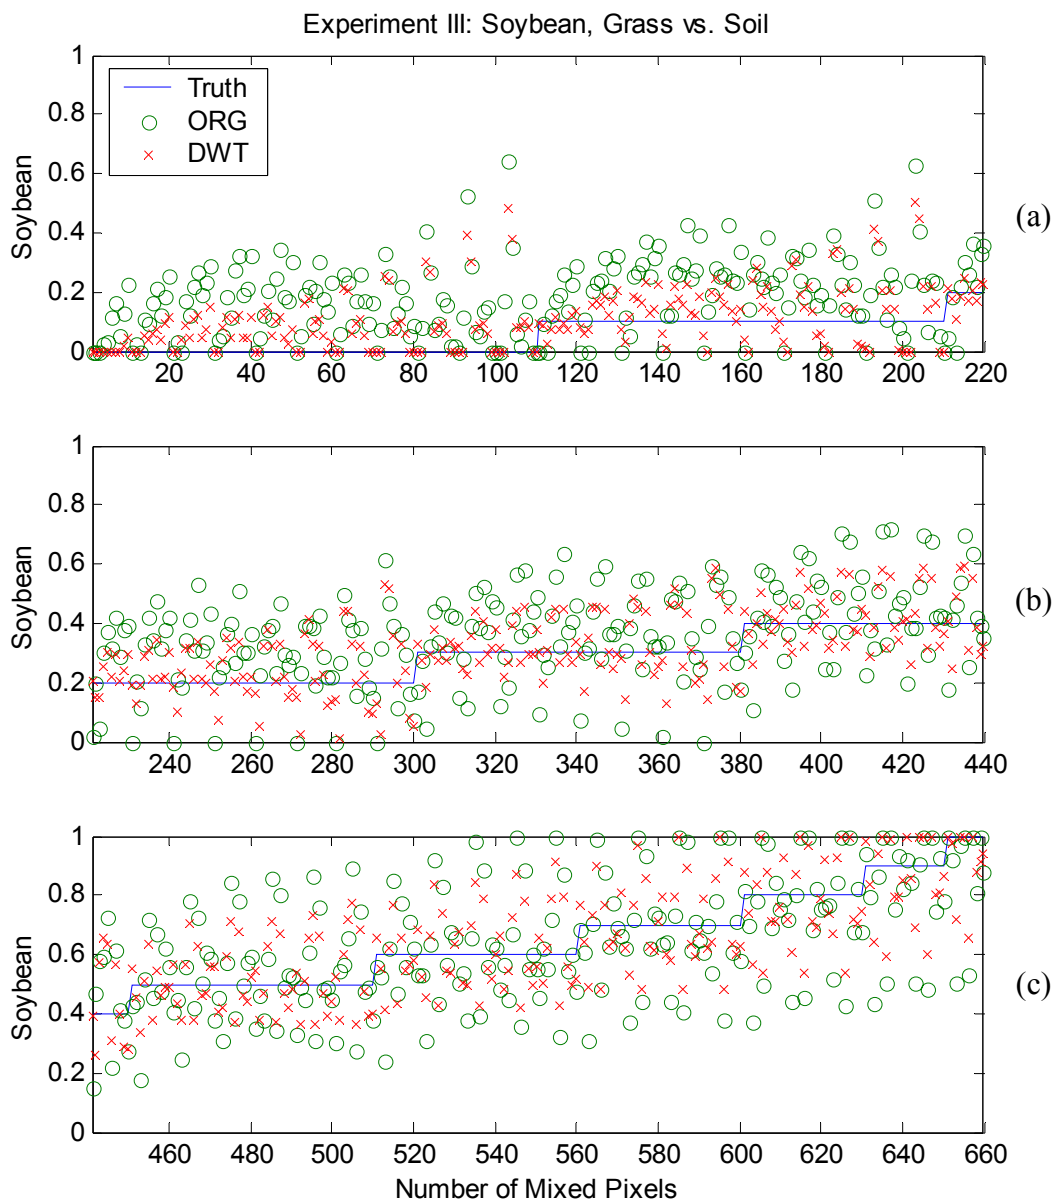 Experiment III: Soybean, Grass vs. Soil
1
0.8
0.6
0.4
0.2
0
Soybean
Truth
ORG
DWT
20 40 60 80 100 120 140 160 180 200 220
(a)
1
0.8
0.6
0.4
0.2
0
Soybean
240 260 280 300 320 340 360 380 400 420 440
(b)
1
0.8
0.6
0.4
0.2
0
Soybean
460 480 500 520 540 560 580 600 620 640 660
(c)
Number of Mixed Pixels